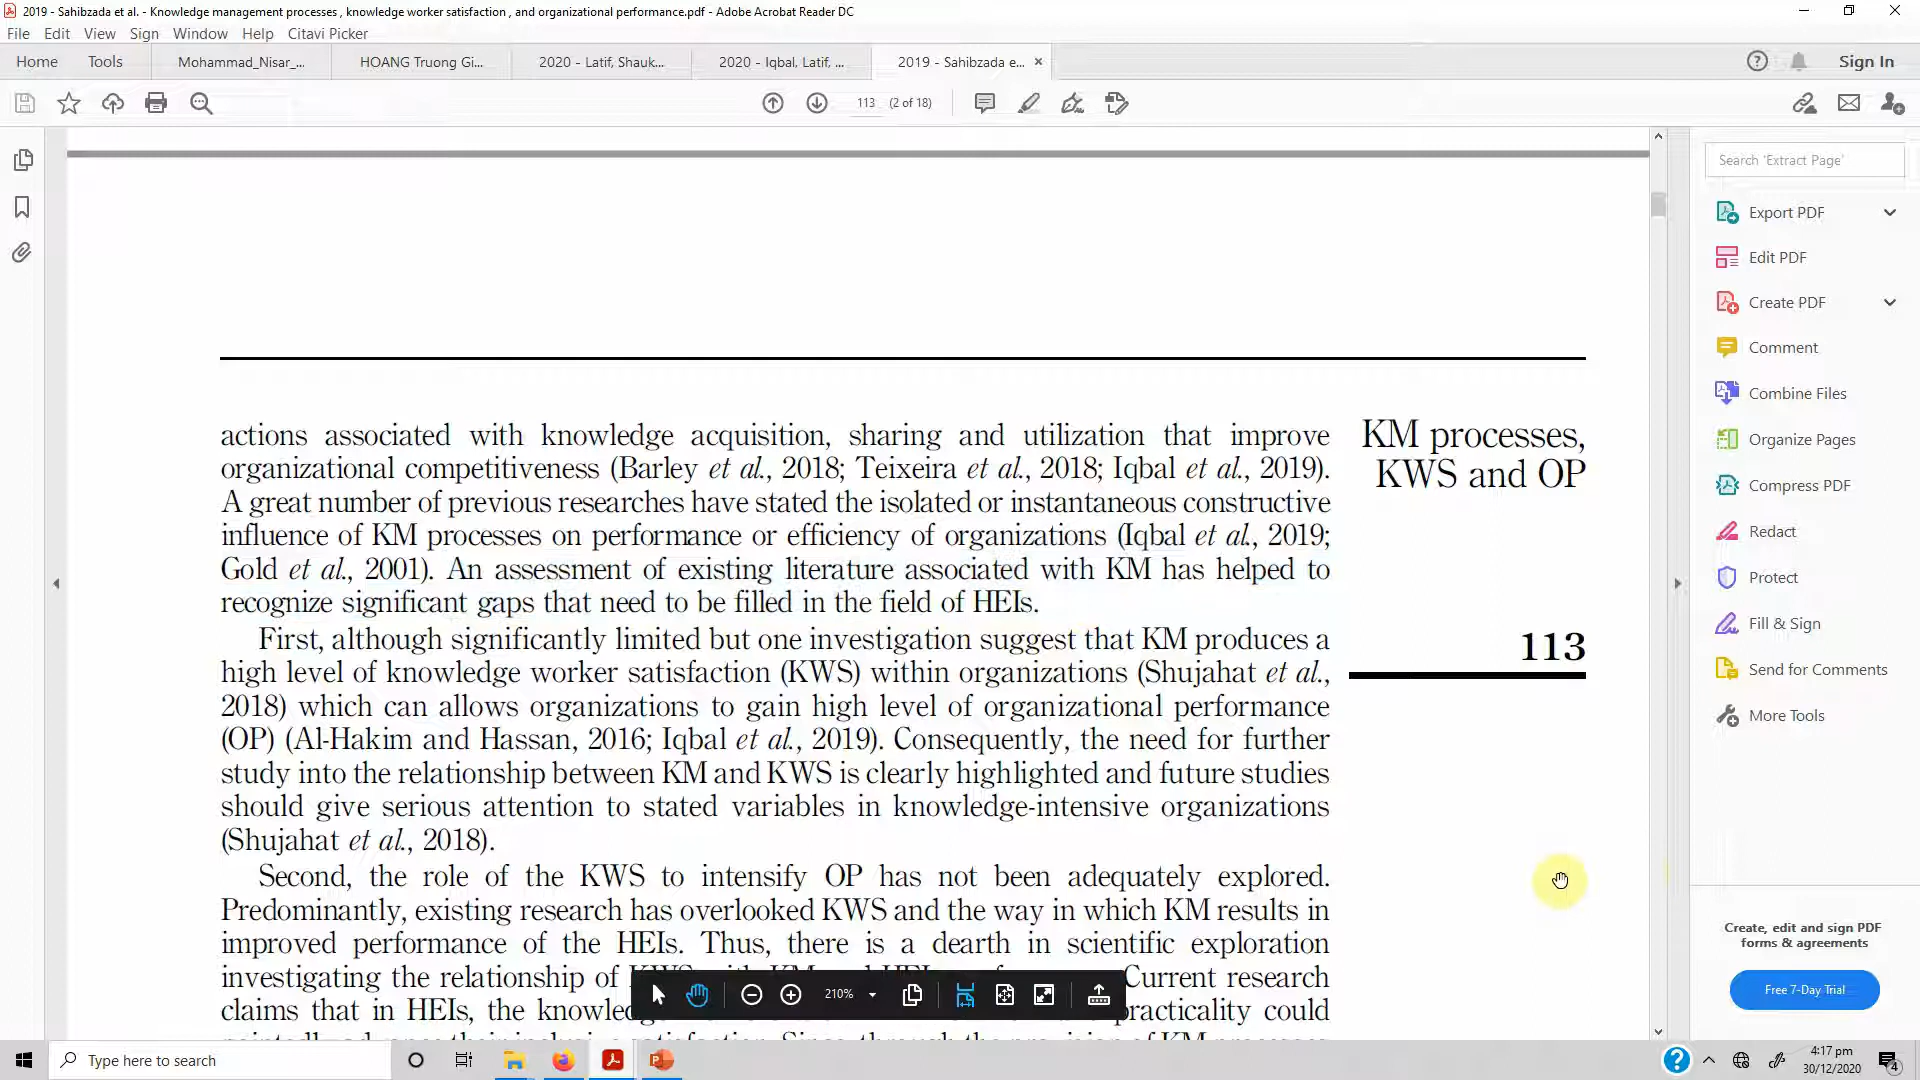 2019 - Sahibzada et al. - Knowledge management processes , knowledge worker satisfaction , and organizational performance.pdf - Adobe Acrobat Reader DC
File Edit View Sign Window Help Citavi Picker
Home Tools Mohammad_Nisar_... HOANG Truong Gi... 2020 - Latif, Shauk... 2020 - Iqbal, Latif, ... 2019 - Sahibzada e... Sign In
113 (2 of 18)
Search 'Extract Page'
Export PDF
Edit PDF
Create PDF
Comment
Combine Files
Organize Pages
Compress PDF
Redact
Protect
Fill & Sign
Send for Comments
More Tools
Create, edit and sign PDF
forms & agreements
Free 7-Day Trial
KM processes,
KWS and OP
113
actions associated with knowledge acquisition, sharing and utilization that improve
organizational competitiveness (Barley et al., 2018; Teixeira et al., 2018; Iqbal et al., 2019).
A great number of previous researches have stated the isolated or instantaneous constructive
influence of KM processes on performance or efficiency of organizations (Iqbal et al., 2019;
Gold et al., 2001). An assessment of existing literature associated with KM has helped to
recognize significant gaps that need to be filled in the field of HEIs.
First, although significantly limited but one investigation suggest that KM produces a
high level of knowledge worker satisfaction (KWS) within organizations (Shujahat et al.,
2018) which can allows organizations to gain high level of organizational performance
(OP) (Al-Hakim and Hassan, 2016; Iqbal et al., 2019). Consequently, the need for further
study into the relationship between KM and KWS is clearly highlighted and future studies
should give serious attention to stated variables in knowledge-intensive organizations
(Shujahat et al., 2018).
Second, the role of the KWS to intensify OP has not been adequately explored.
Predominantly, existing research has overlooked KWS and the way in which KM results in
improved performance of the HEIs. Thus, there is a dearth in scientific exploration
investigating the relationship of Current research
claims that in HEIs, the practicality could
210%
Type here to search
4:17 pm
30/12/2020
4